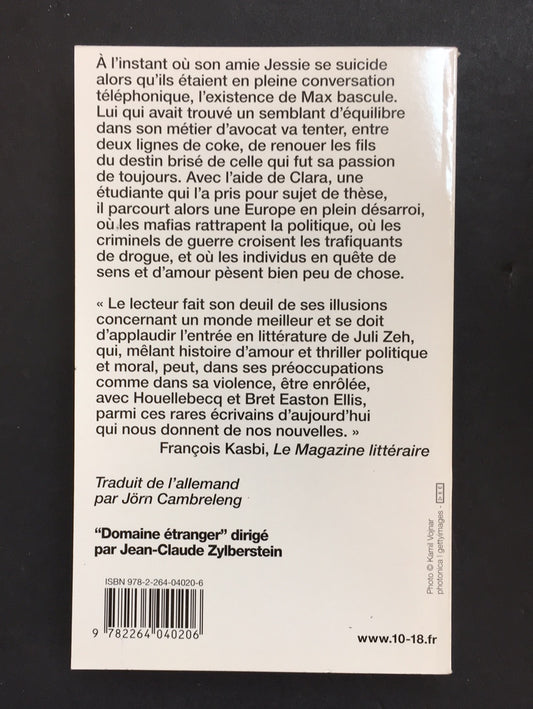 À l'instant où son amie Jessie se suicide
alors qu'ils étaient en pleine conversation
téléphonique, l'existence de Max bascule.
Lui qui avait trouvé un semblant d'équilibre
dans son métier d'avocat va tenter, entre
deux lignes de coke, de renouer les fils
du destin brisé de celle qui fut sa passion
de toujours. Avec l'aide de Clara, une
étudiante qui l'a pris pour sujet de thèse,
il parcourt alors une Europe en plein désarroi,
où les mafias rattrapent la politique, où les
criminels de guerre croisent les trafiquants
de drogue, et où les individus en quête de
sens et d'amour pèsent bien peu de chose.
« Le lecteur fait son deuil de ses illusions
concernant un monde meilleur et se doit
d'applaudir l'entrée en littérature de Juli Zeh,
qui, mêlant histoire d'amour et thriller politique
et moral, peut, dans ses préoccupations
comme dans sa violence, être enrôlée,
avec Houellebecq et Bret Easton Ellis,
parmi ces rares écrivains d'aujourd'hui
qui nous donnent de nos nouvelles. »
François Kasbi, Le Magazine littéraire
Traduit de l'allemand
par Jörn Cambreleng
“Domaine étranger” dirigé
par Jean-Claude Zylberstein
ISBN 978-2-264-04020-6
9 782264 040206
www.10-18.fr
Photo © Kamil Vojnar
photonica | gettyimages -